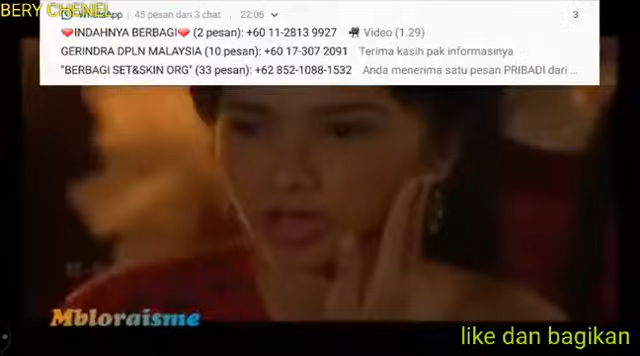 BERY CHENEL
WhatsApp | 45 pesan dari 3 chat | 22:06 3
❤INDAHNYA BERBAGI❤ (2 pesan): +60 11-2813 9927 Video (1.29)
GERINDRA DPLN MALAYSIA (10 pesan): +60 17-307 2091 Terima kasih pak informasinya
"BERBAGI SET&SKIN ORG" (33 pesan): +62 852-1088-1532 Anda menerima satu pesan PRIBADI dari ...
Mbloraisme
like dan bagikan